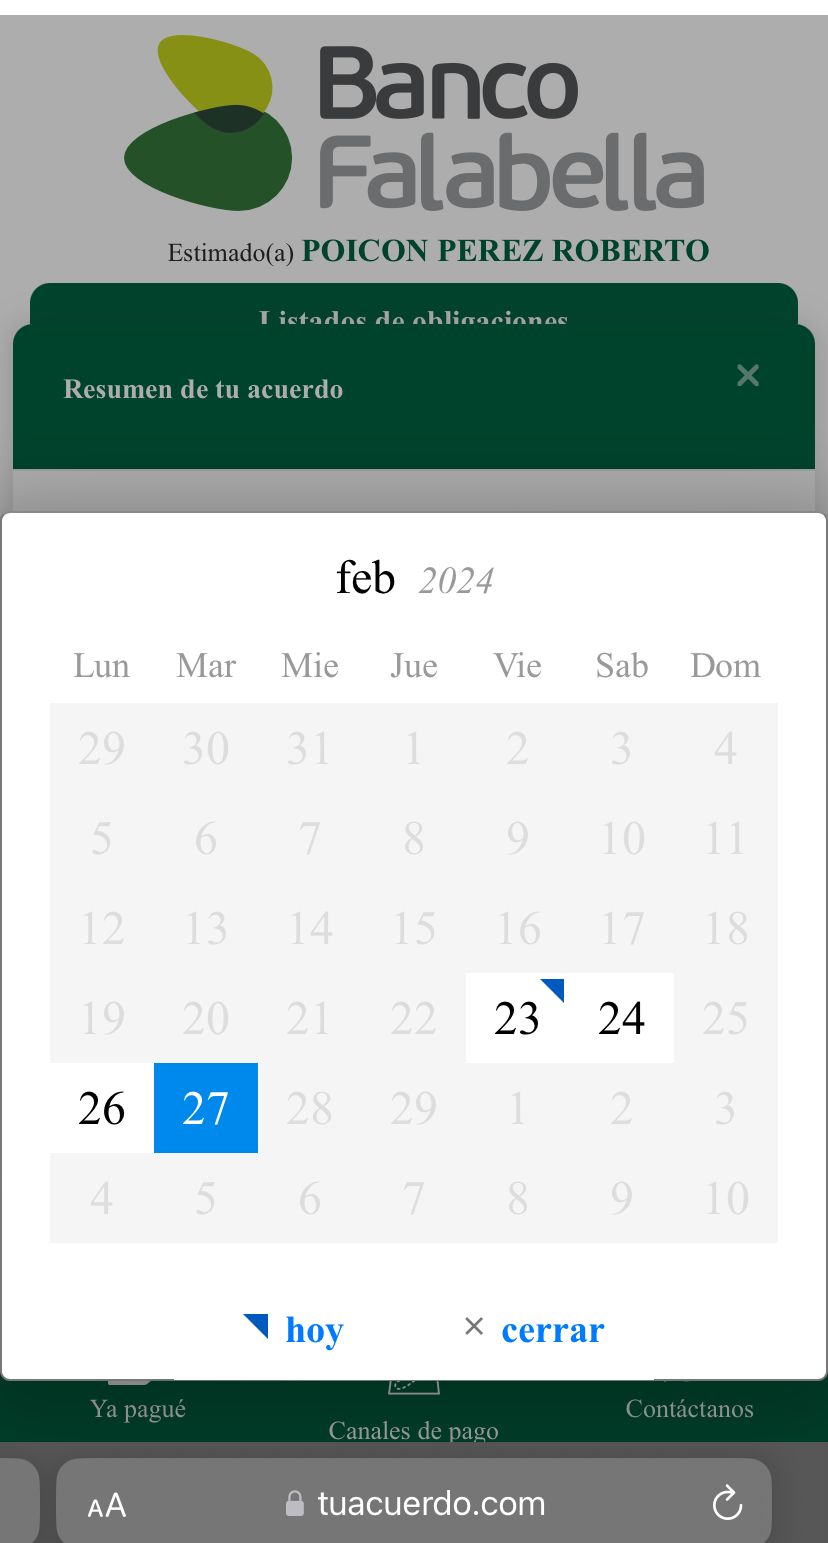 Banco
Falabella
Estimado(a) POICON PEREZ ROBERTO
Listados de obligaciones
Resumen de tu acuerdo
feb 2024
Lun Mar Mie Jue Vie Sab Dom
29 30 31 1 2 3 4
5 6 7 8 9 10 11
12 13 14 15 16 17 18
19 20 21 22 23 24 25
26 27 28 29 1 2 3
4 5 6 7 8 9 10
hoy × cerrar
Ya pagué
Canales de pago
Contáctanos
AA tuacuerdo.com